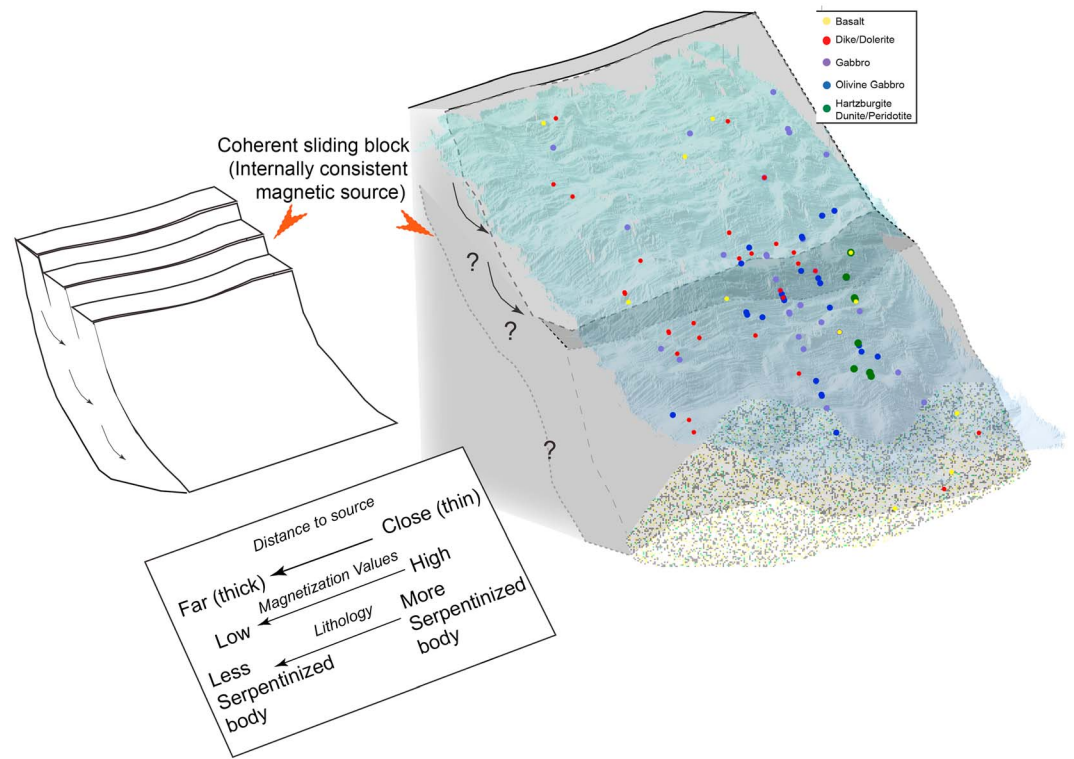 Basalt
Dike/Dolerite
Gabbro
Olivine Gabbro
Hartzburgite
Dunite/Peridotite
Coherent sliding block
(Internally consistent
magnetic source)
?
?
?
Distance to source
Close (thin)
Far (thick)
Magnetization Values
High
Low
Lithology
More
Serpentinized
body
Less
Serpentinized
body